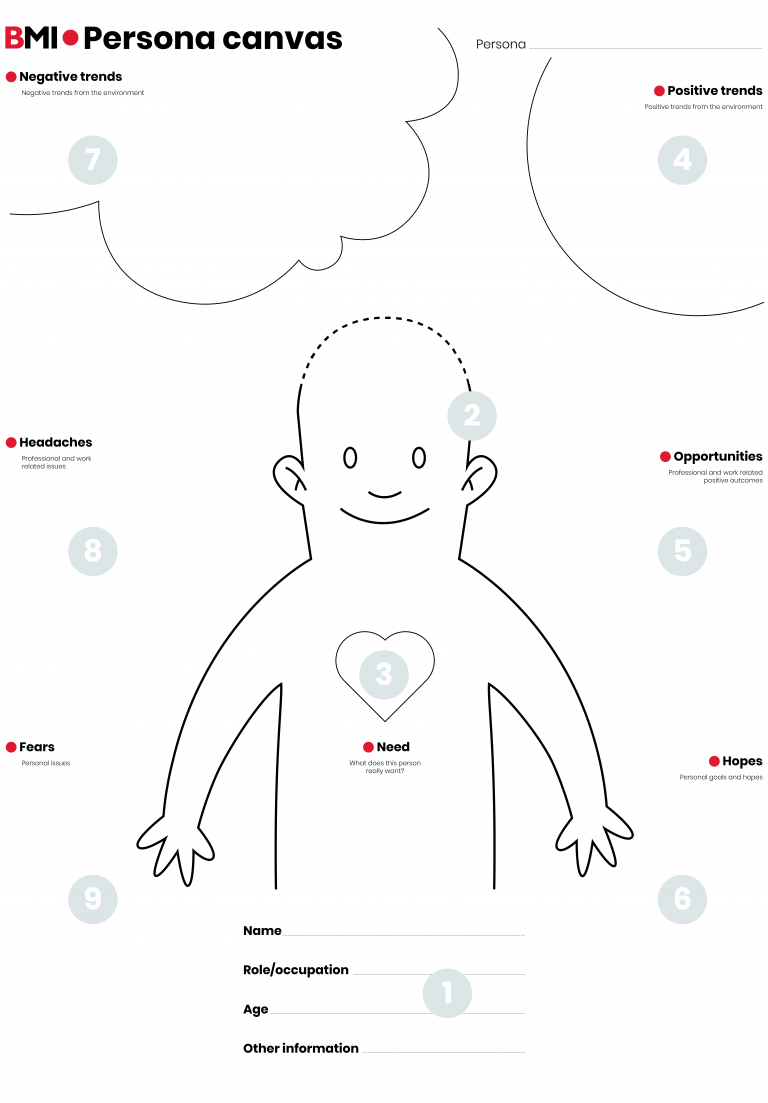 BMI Persona canvas
Persona
Negative trends
Negative trends from the environment
7
Positive trends
Positive trends from the environment
4
2
Headaches
Professional and work
related issues
8
Opportunities
Professional and work related
positive outcomes
5
3
Fears
Personal issues
9
Need
What does this person
really want?
Hopes
Personal goals and hopes
6
Name
Role/occupation
1
Age
Other information